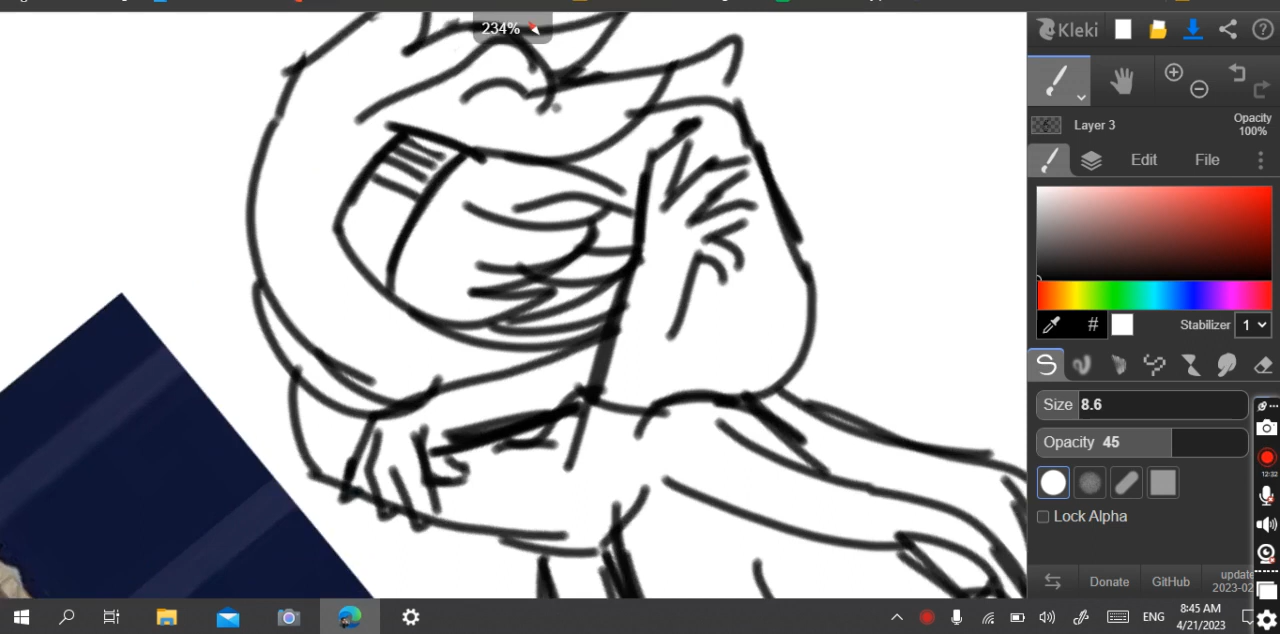 234%
Kleki
Layer 3
Opacity
100%
Edit
File
#
Stabilizer
1
Size 8.6
Opacity 45
Lock Alpha
Donate
GitHub
update
2023-02
12:32
ENG
8:45 AM
4/21/2023